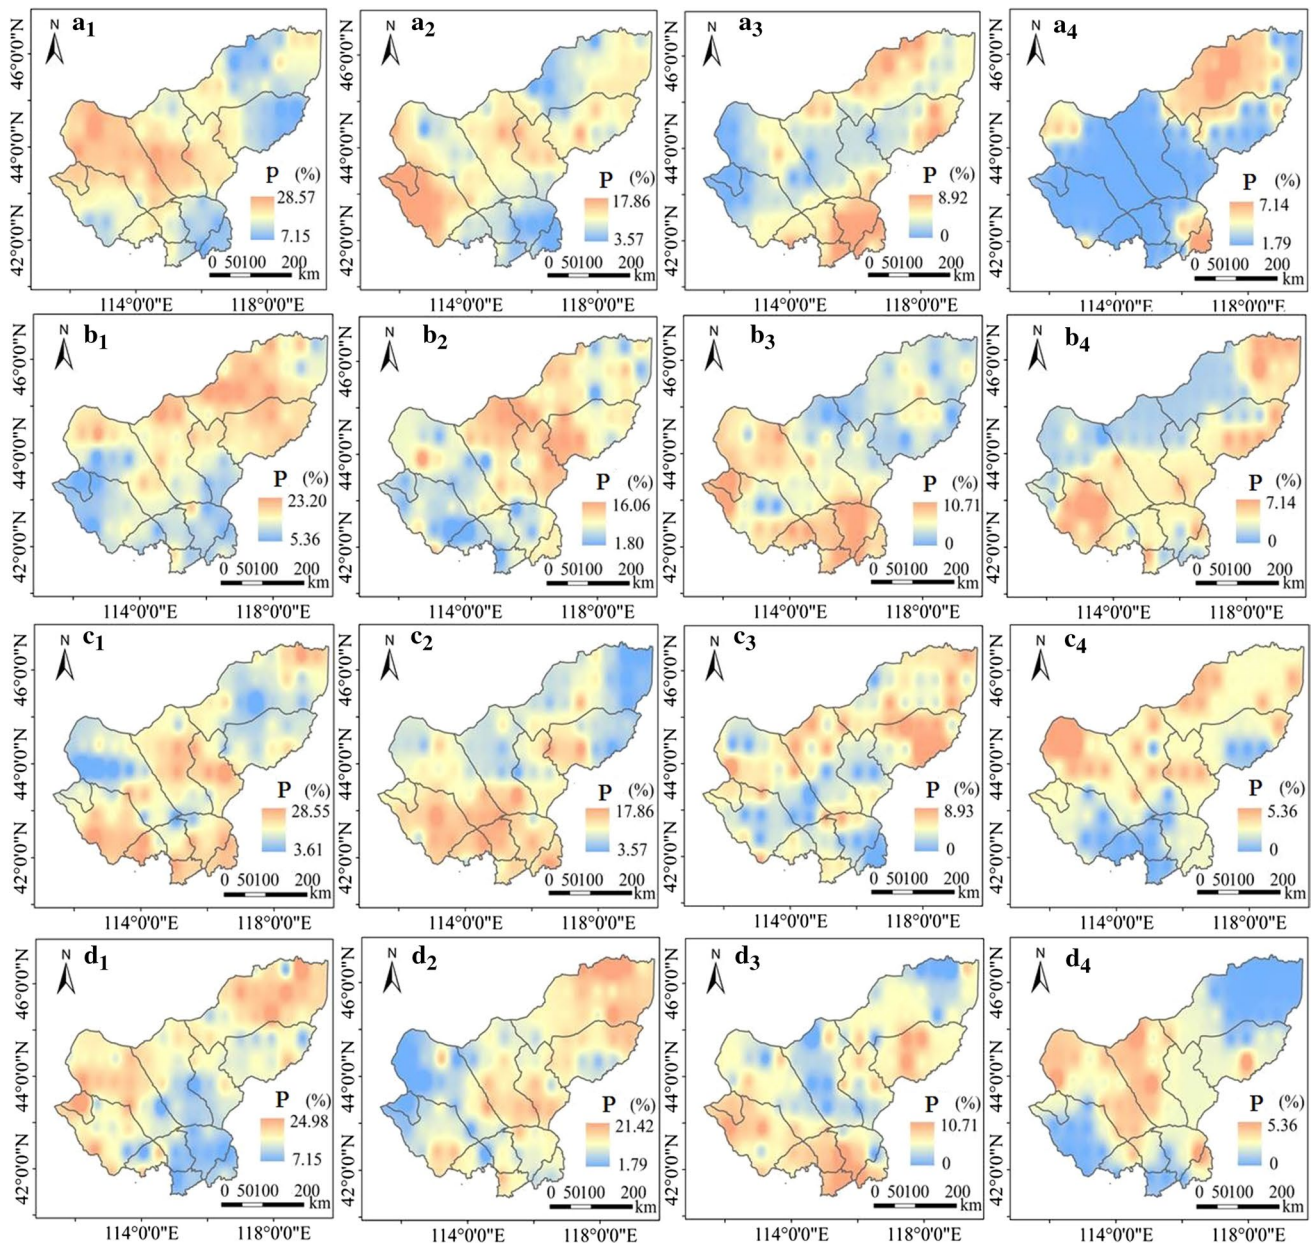 N a1
46°0'0"N
44°0'0"N
42°0'0"N
P (%)
28.57
7.15
0 50100 200
km
114°0'0"E 118°0'0"E
N a2
46°0'0"N
44°0'0"N
42°0'0"N
P (%)
17.86
3.57
0 50100 200
km
114°0'0"E 118°0'0"E
N a3
46°0'0"N
44°0'0"N
42°0'0"N
P (%)
8.92
0
0 50100 200
km
114°0'0"E 118°0'0"E
N a4
46°0'0"N
44°0'0"N
42°0'0"N
P (%)
7.14
1.79
0 50100 200
km
114°0'0"E 118°0'0"E
N b1
46°0'0"N
44°0'0"N
42°0'0"N
P (%)
23.20
5.36
0 50100 200
km
114°0'0"E 118°0'0"E
N b2
46°0'0"N
44°0'0"N
42°0'0"N
P (%)
16.06
1.80
0 50100 200
km
114°0'0"E 118°0'0"E
N b3
46°0'0"N
44°0'0"N
42°0'0"N
P (%)
10.71
0
0 50100 200
km
114°0'0"E 118°0'0"E
N b4
46°0'0"N
44°0'0"N
42°0'0"N
P (%)
7.14
0
0 50100 200
km
114°0'0"E 118°0'0"E
N c1
46°0'0"N
44°0'0"N
42°0'0"N
P (%)
28.55
3.61
0 50100 200
km
114°0'0"E 118°0'0"E
N c2
46°0'0"N
44°0'0"N
42°0'0"N
P (%)
17.86
3.57
0 50100 200
km
114°0'0"E 118°0'0"E
N c3
46°0'0"N
44°0'0"N
42°0'0"N
P (%)
8.93
0
0 50100 200
km
114°0'0"E 118°0'0"E
N c4
46°0'0"N
44°0'0"N
42°0'0"N
P (%)
5.36
0
0 50100 200
km
114°0'0"E 118°0'0"E
N d1
46°0'0"N
44°0'0"N
42°0'0"N
P (%)
24.98
7.15
0 50100 200
km
114°0'0"E 118°0'0"E
N d2
46°0'0"N
44°0'0"N
42°0'0"N
P (%)
21.42
1.79
0 50100 200
km
114°0'0"E 118°0'0"E
N d3
46°0'0"N
44°0'0"N
42°0'0"N
P (%)
10.71
0
0 50100 200
km
114°0'0"E 118°0'0"E
N d4
46°0'0"N
44°0'0"N
42°0'0"N
P (%)
5.36
0
0 50100 200
km
114°0'0"E 118°0'0"E